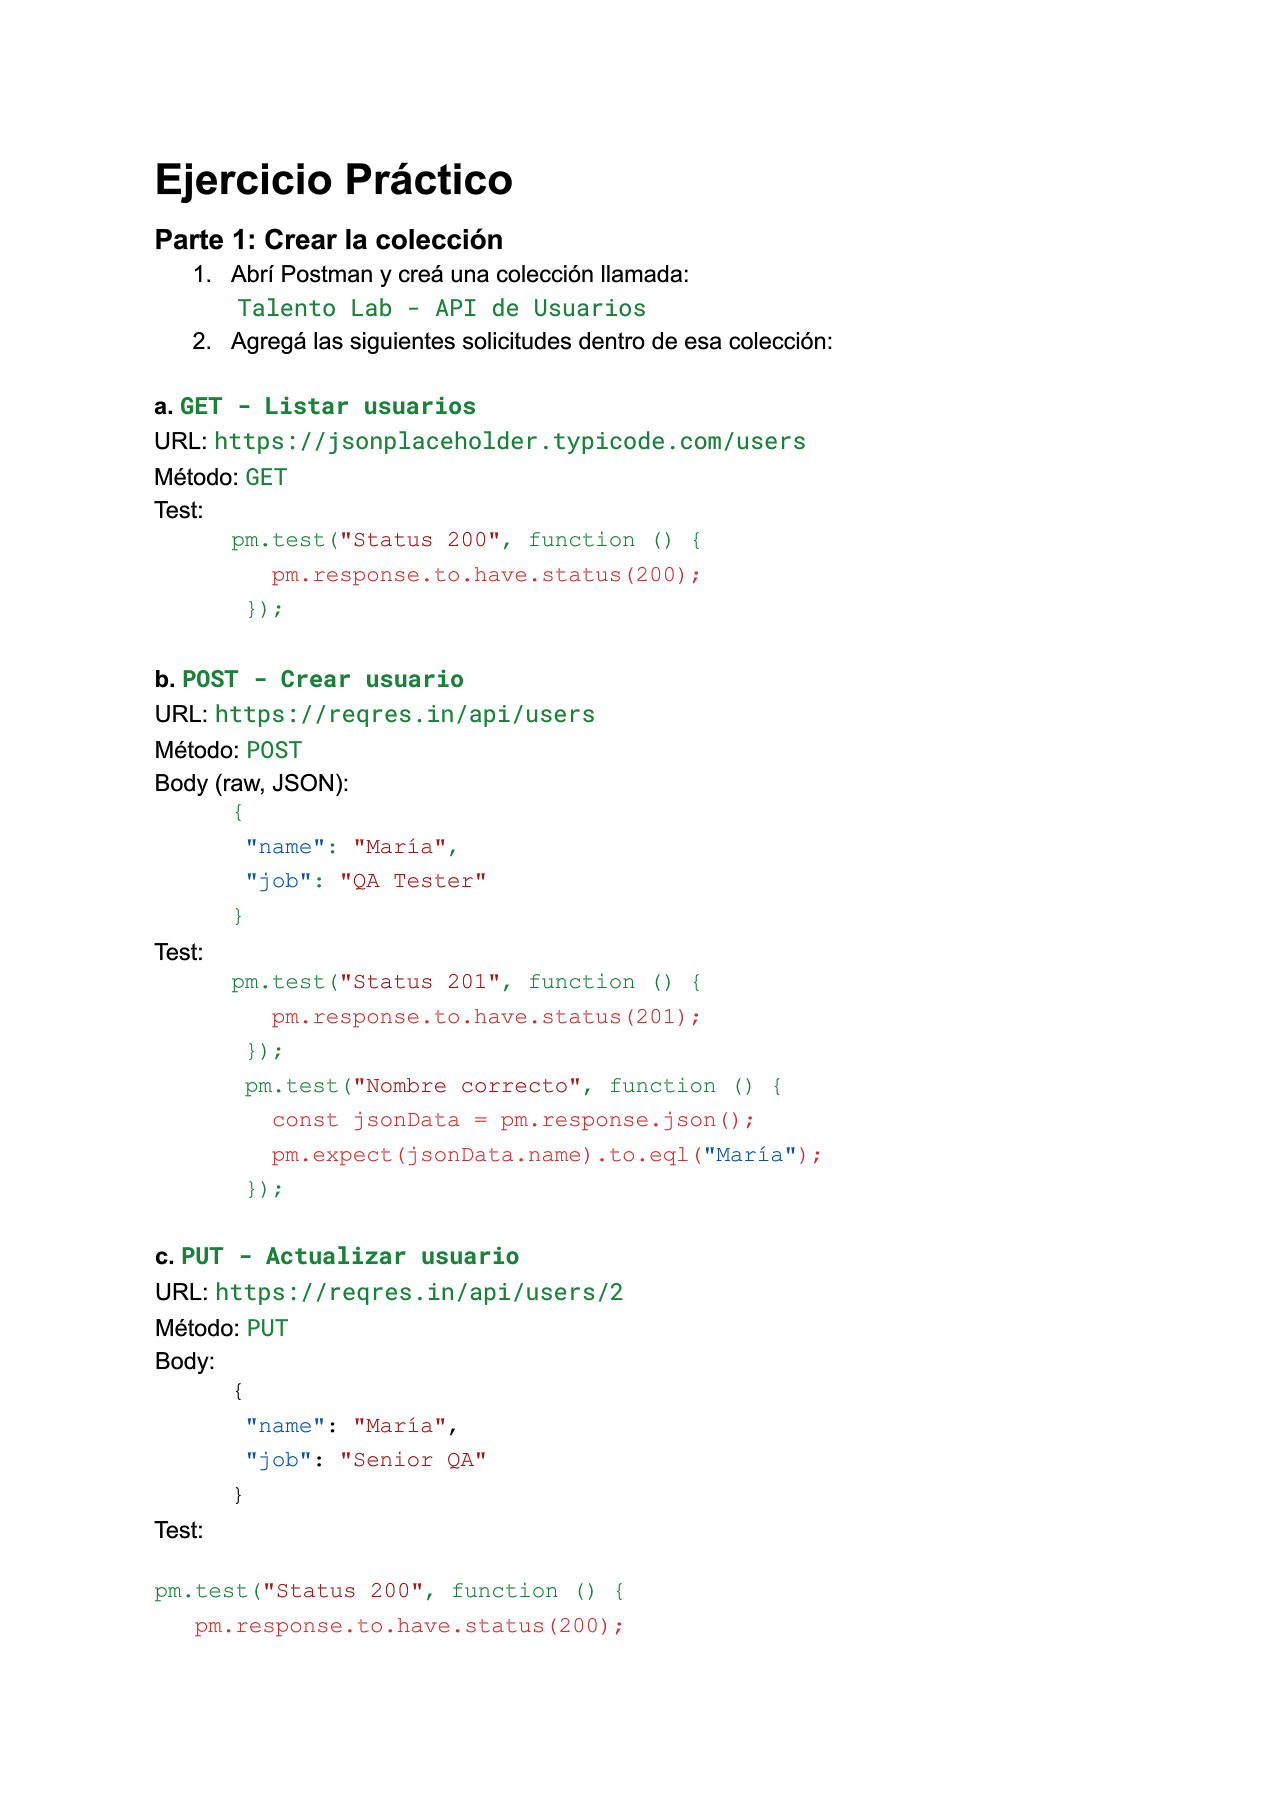 Ejercicio Práctico
Parte 1: Crear la colección
1. Abrí Postman y creá una colección llamada:
Talento Lab - API de Usuarios
2. Agregá las siguientes solicitudes dentro de esa colección:
a. GET - Listar usuarios
URL: https://jsonplaceholder.typicode.com/users
Método: GET
Test:
pm.test("Status 200", function () {
pm.response.to.have.status(200);
});
b. POST - Crear usuario
URL: https://reqres.in/api/users
Método: POST
Body (raw, JSON):
{
"name": "María",
"job": "QA Tester"
}
Test:
pm.test("Status 201", function () {
pm.response.to.have.status(201);
});
pm.test("Nombre correcto", function () {
const jsonData = pm.response.json();
pm.expect(jsonData.name).to.eql("María");
});
c. PUT - Actualizar usuario
URL: https://reqres.in/api/users/2
Método: PUT
Body:
{
"name": "María",
"job": "Senior QA"
}
Test:
pm.test("Status 200", function () {
pm.response.to.have.status(200);